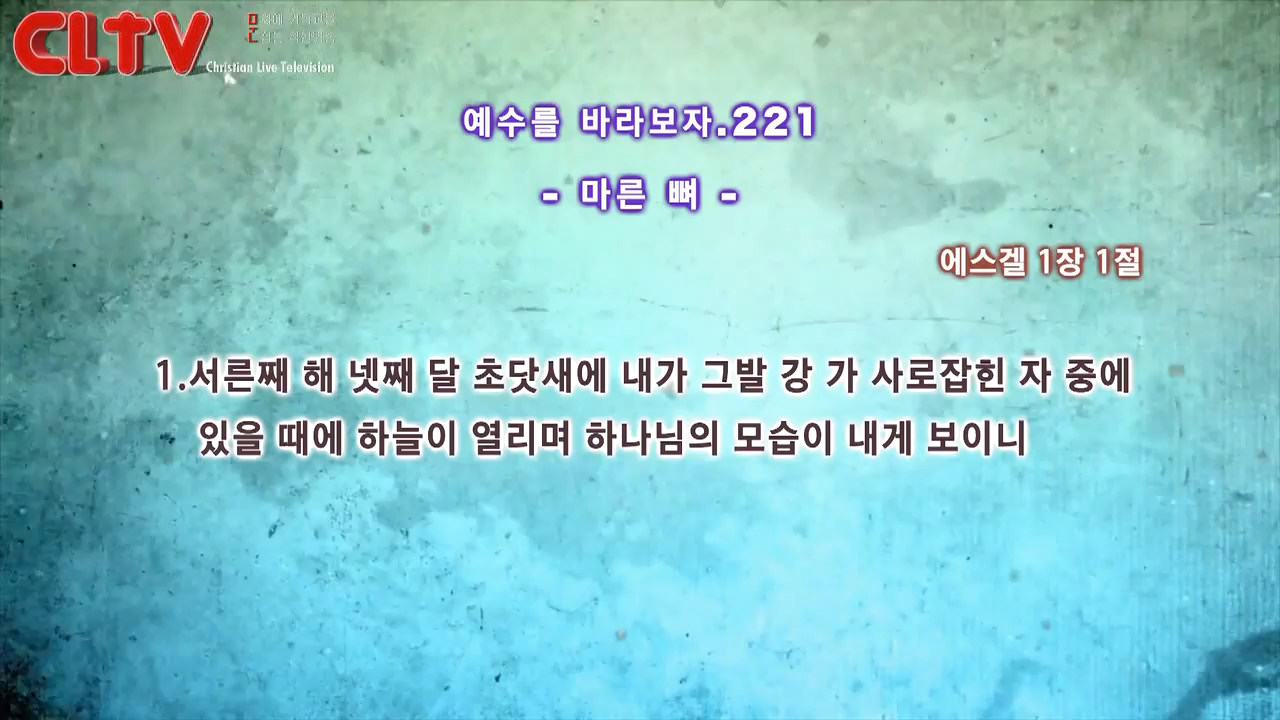 CLTV
Christian Live Television
예수를 바라보자.221
- 마른 뼈 -
에스겔 1장 1절
1.서른째 해 넷째 달 초닷새에 내가 그발 강 가 사로잡힌 자 중에
있을 때에 하늘이 열리며 하나님의 모습이 내게 보이니